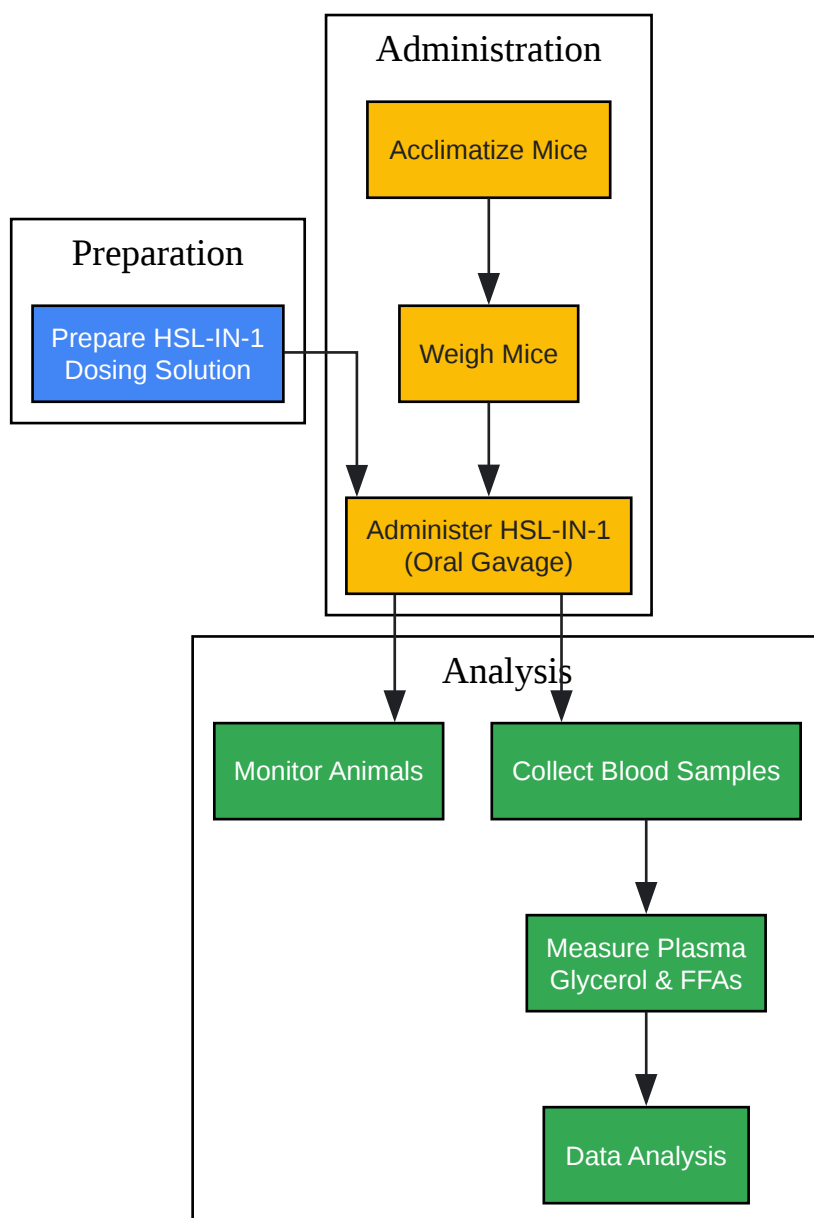 Administration
Acclimatize Mice
Preparation
Prepare HSL-IN-1
Dosing Solution
Weigh Mice
Administer HSL-IN-1
(Oral Gavage)
Analysis
Monitor Animals
Collect Blood Samples
Measure Plasma
Glycerol & FFAs
Data Analysis